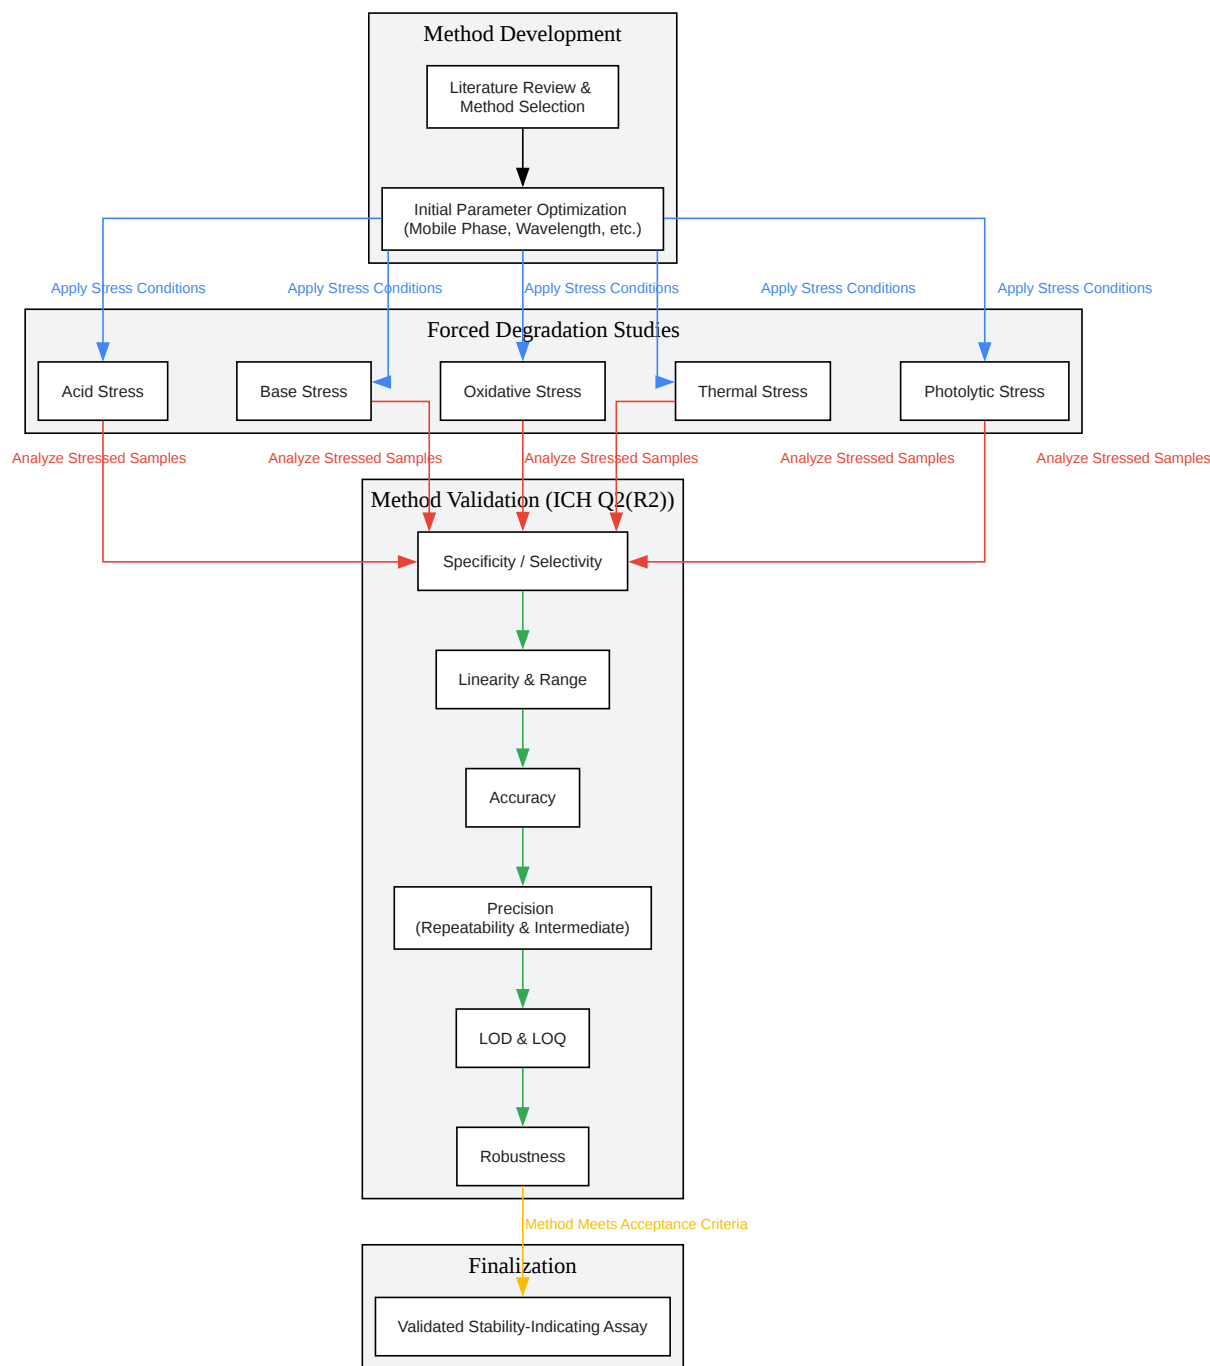 Method Development
Literature Review &
Method Selection
Initial Parameter Optimization
(Mobile Phase, Wavelength, etc.)
Apply Stress Conditions
Apply Stress Conditions
Apply Stress Conditions
Apply Stress Conditions
Apply Stress Conditions
Forced Degradation Studies
Acid Stress
Base Stress
Oxidative Stress
Thermal Stress
Photolytic Stress
Analyze Stressed Samples
Analyze Stressed Samples
Analyze Stressed Samples
Analyze Stressed Samples
Analyze Stressed Samples
Method Validation (ICH Q2(R2))
Specificity / Selectivity
Linearity & Range
Accuracy
Precision
(Repeatability & Intermediate)
LOD & LOQ
Robustness
Method Meets Acceptance Criteria
Finalization
Validated Stability-Indicating Assay